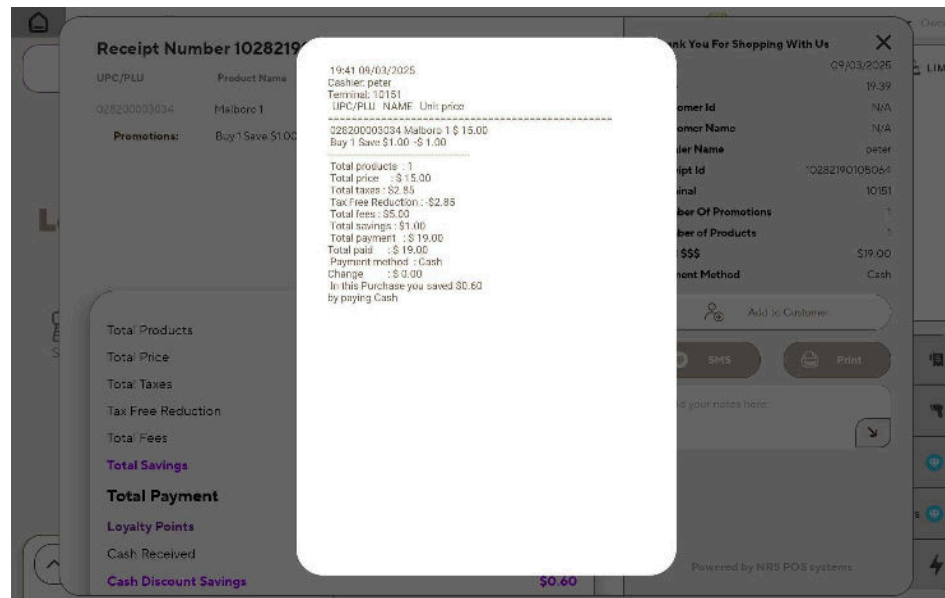 Receipt Number 1028219
UPC/PLU Product Name
028200003034 Malboro 1
Promotions: Buy 1 Save $1.00
Total Products
Total Price
Total Taxes
Tax Free Reduction
Total Fees
Total Savings
Total Payment
Loyalty Points
Cash Received
Cash Discount Savings $0.60
19:41 09/03/2025
Cashier: peter
Terminal: 10151
UPC/PLU NAME Unit price
028200003034 Malboro 1 $ 15.00
Buy 1 Save $1.00 -$ 1.00
Total products : 1
Total price : $ 15.00
Total taxes : $2.85
Tax Free Reduction : -$2.85
Total fees : $5.00
Total savings : $1.00
Total payment : $ 19.00
Total paid : $ 19.00
Payment method : Cash
Change : $ 0.00
In this Purchase you saved $0.60
by paying Cash
nk You For Shopping With Us
09/03/2025
19:39
omer Id N/A
omer Name N/A
ier Name peter
ipt Id 10282190105064
inal 10151
ber Of Promotions 1
ber of Products 1
$$$ $19.00
ment Method Cash
Add to Customer
SMS Print
d your notes here
Powered by NRS POS systems
LIM